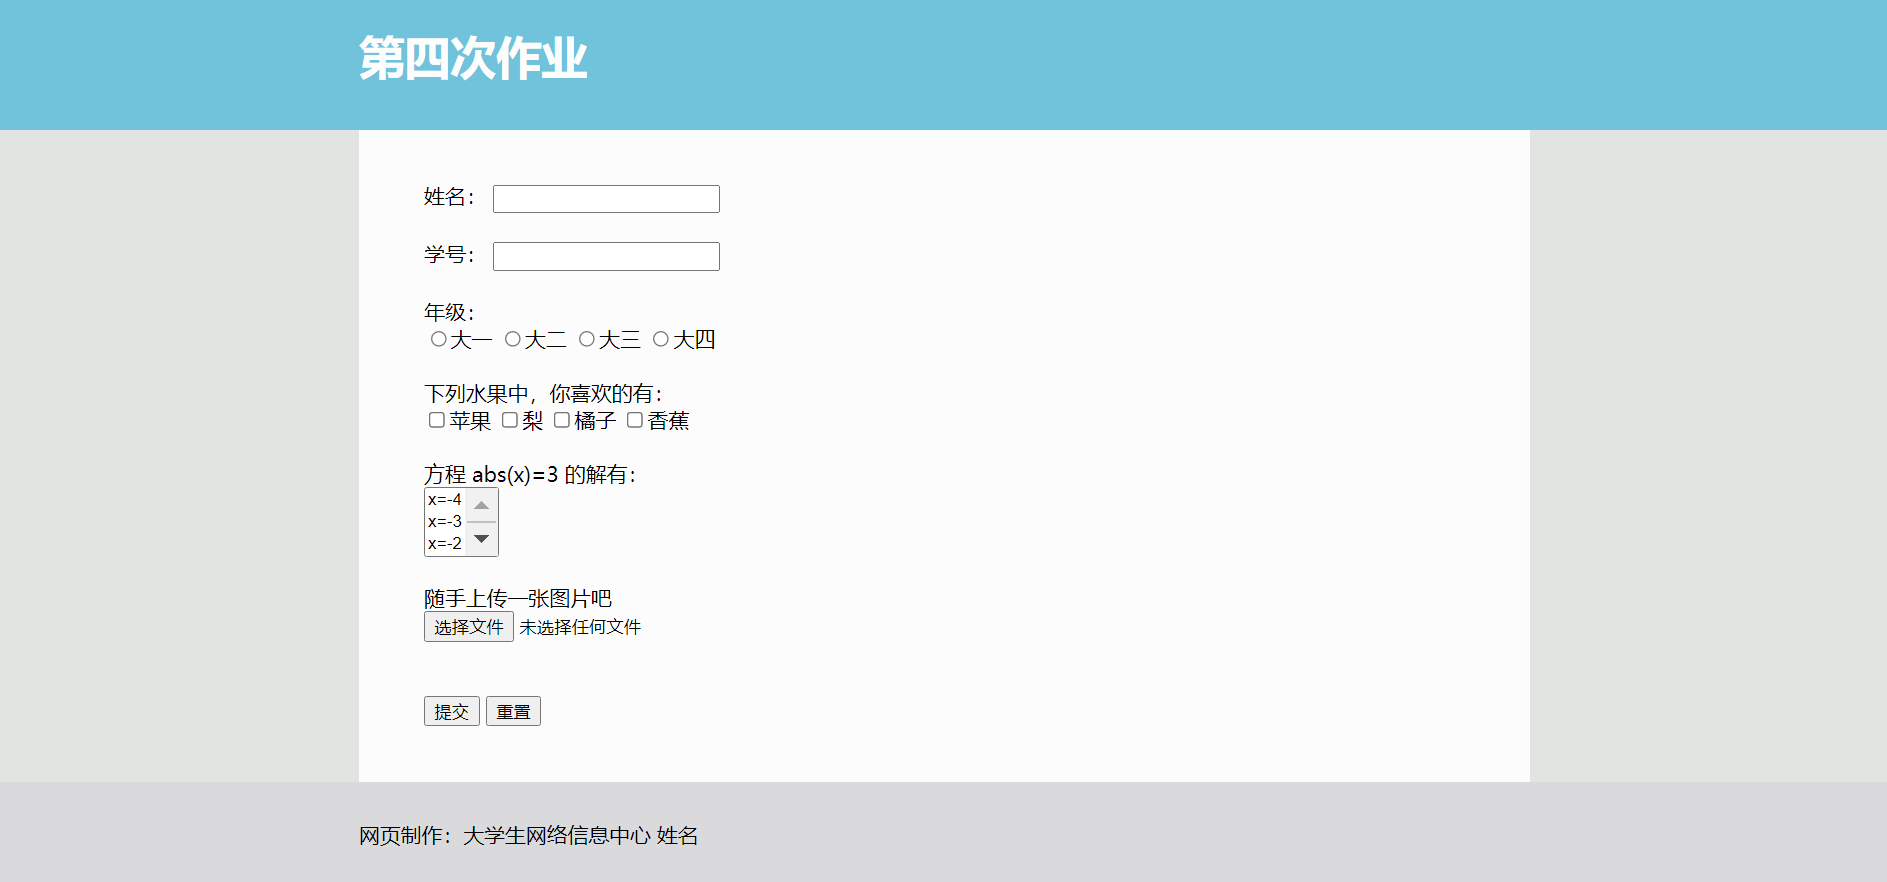 第四次作业
姓名：
学号：
年级：
大一 大二 大三 大四
下列水果中，你喜欢的有：
苹果 梨 橘子 香蕉
方程 abs(x)=3 的解有：
x=-4
x=-3
x=-2
随手上传一张图片吧
选择文件 未选择任何文件
提交 重置
网页制作：大学生网络信息中心 姓名